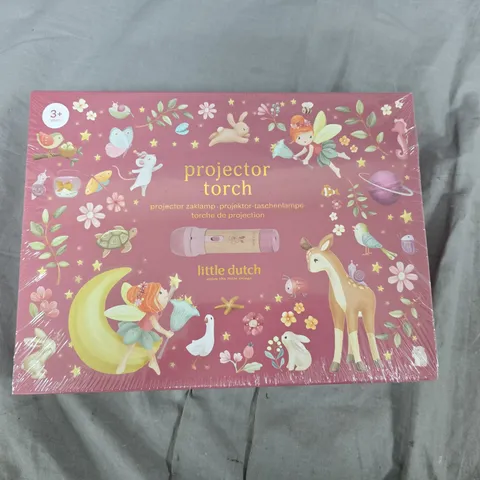 3+
projector
torch
projector zaklamp · projektor taschenlampe
torche de projection
little dutch